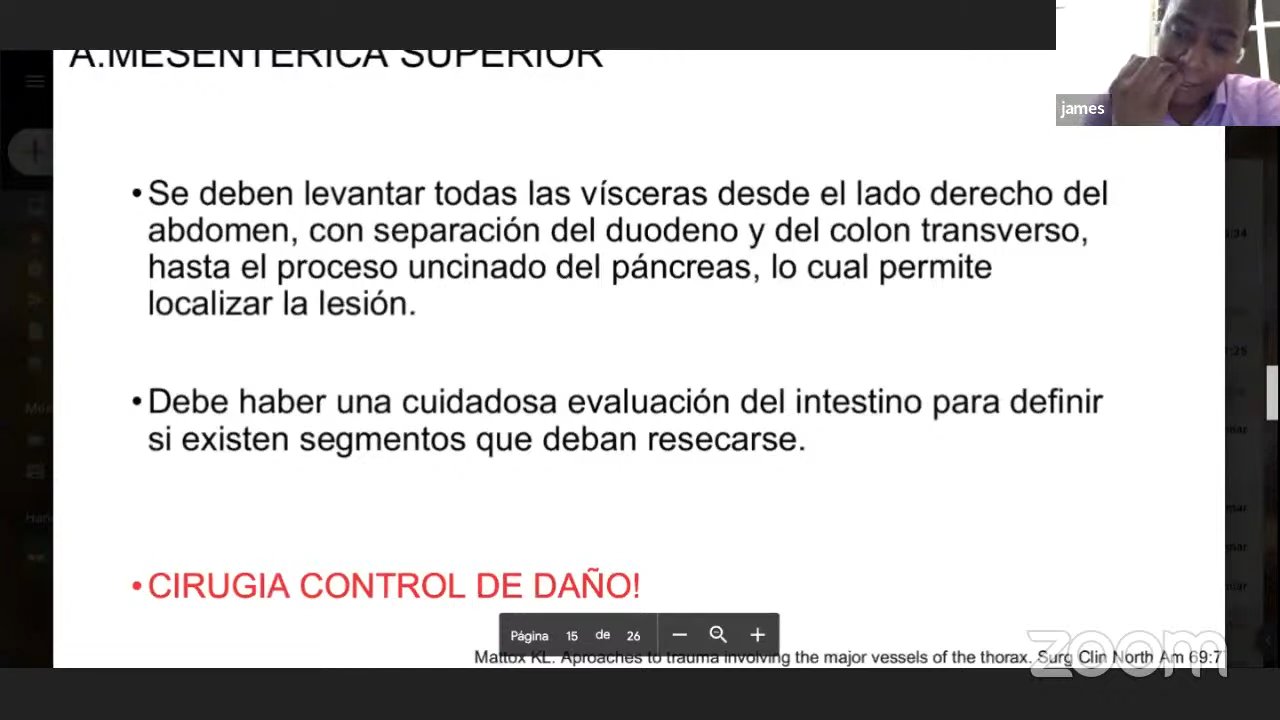 A.MESENTERICA SUPERIOR
james
•Se deben levantar todas las vísceras desde el lado derecho del
abdomen, con separación del duodeno y del colon transverso,
hasta el proceso uncinado del páncreas, lo cual permite
localizar la lesión.
•Debe haber una cuidadosa evaluación del intestino para definir
si existen segmentos que deban resecarse.
•CIRUGIA CONTROL DE DAÑO!
Página 15 de 26
Mattox KL. Aproaches to trauma involving the major vessels of the thorax. Surg Clin North Am 69:7
zoom